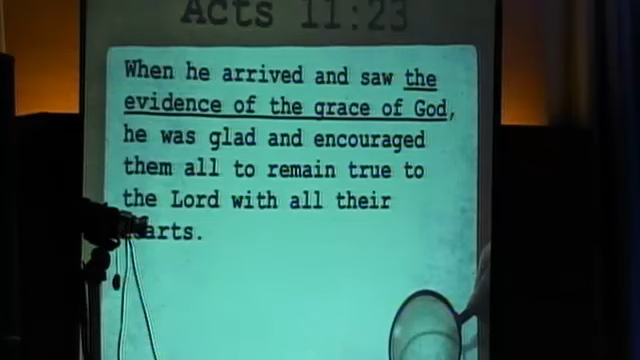 Acts 11:23
When he arrived and saw the
evidence of the grace of God,
he was glad and encouraged
them all to remain true to
the Lord with all their